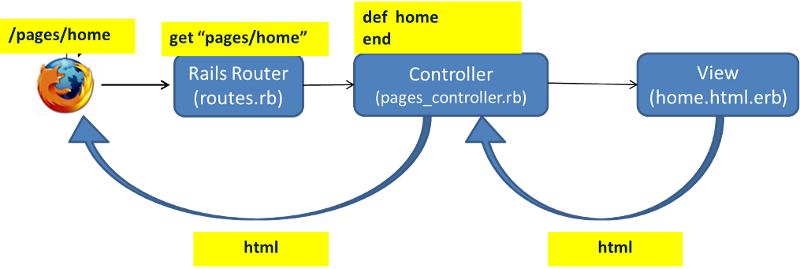 /pages/home
get “pages/home”
def home
end
Rails Router
(routes.rb)
Controller
(pages_controller.rb)
View
(home.html.erb)
html
html